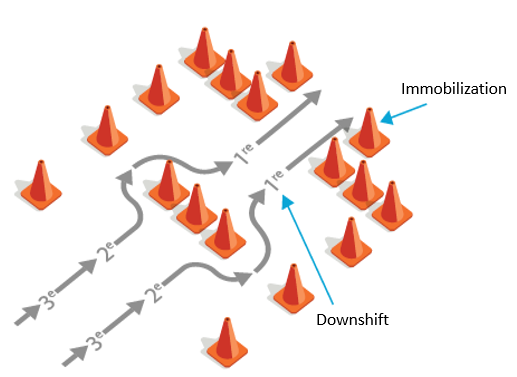 Immobilization
1re
1re
2e
3e
2e
3e
Downshift